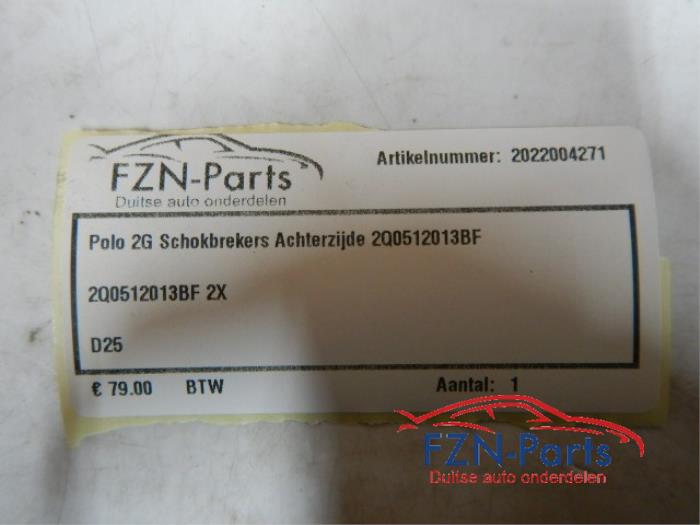 FZN-Parts
Duitse auto onderdelen
Artikelnummer: 2022004271
Polo 2G Schokbrekers Achterzijde 2Q0512013BF
2Q0512013BF 2X
D25
€ 79.00 BTW Aantal: 1
FZN-Parts
Duitse auto onderdelen